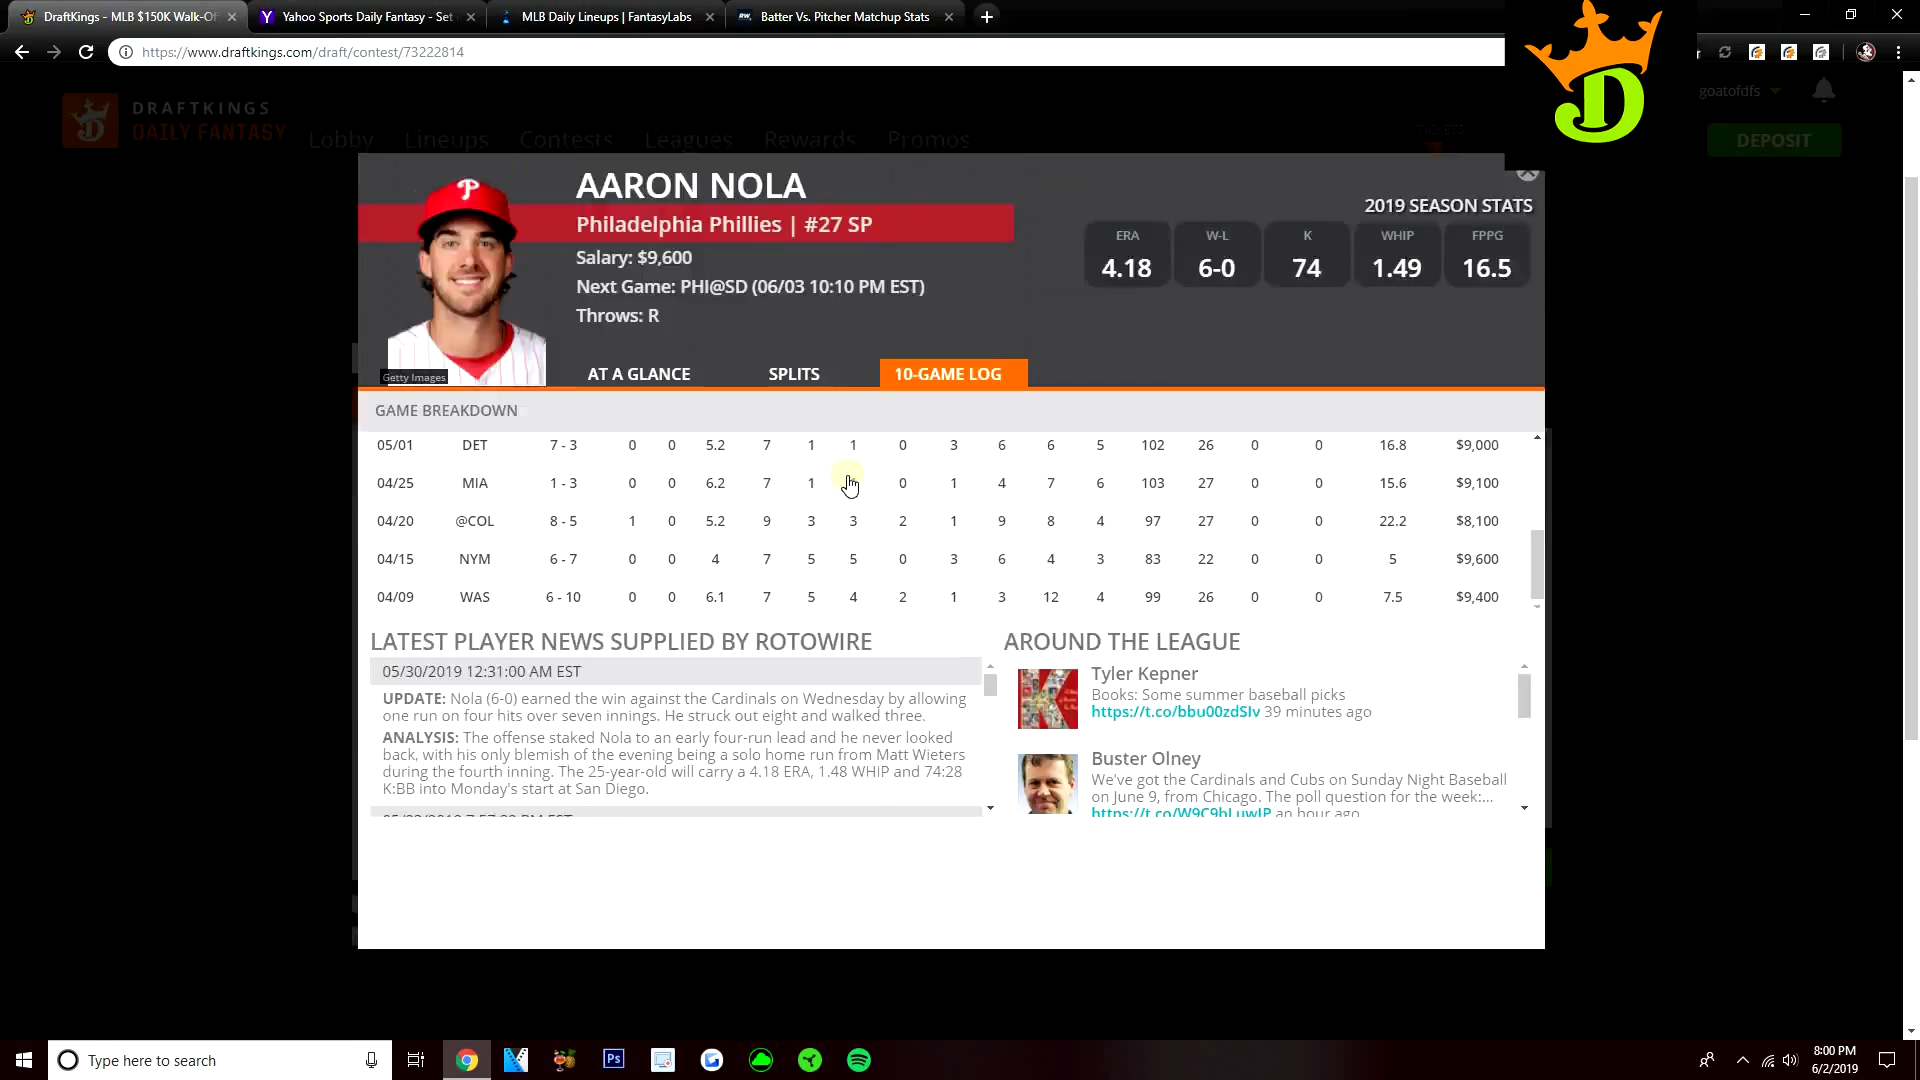 DraftKings - MLB $150K Walk-Of
Yahoo Sports Daily Fantasy - Set
MLB Daily Lineups | FantasyLabs
RW Batter Vs. Pitcher Matchup Stats
https://www.draftkings.com/draft/contest/73222814
DRAFTKINGS
DAILY FANTASY
Lobby Lineups Contests Leagues Rewards Promos
goatofdfs
DEPOSIT
AARON NOLA
Philadelphia Phillies | #27 SP
Salary: $9,600
Next Game: PHI@SD (06/03 10:10 PM EST)
Throws: R
Getty Images
2019 SEASON STATS
ERA W-L K WHIP FPPG
4.18 6-0 74 1.49 16.5
AT A GLANCE SPLITS 10-GAME LOG
GAME BREAKDOWN
05/01 DET 7 - 3 0 0 5.2 7 1 1 0 3 6 6 5 102 26 0 0 16.8 $9,000
04/25 MIA 1 - 3 0 0 6.2 7 1 0 1 4 7 6 103 27 0 0 15.6 $9,100
04/20 @COL 8 - 5 1 0 5.2 9 3 3 2 1 9 8 4 97 27 0 0 22.2 $8,100
04/15 NYM 6 - 7 0 0 4 7 5 5 0 3 6 4 3 83 22 0 0 5 $9,600
04/09 WAS 6 - 10 0 0 6.1 7 5 4 2 1 3 12 4 99 26 0 0 7.5 $9,400
LATEST PLAYER NEWS SUPPLIED BY ROTOWIRE
05/30/2019 12:31:00 AM EST
UPDATE: Nola (6-0) earned the win against the Cardinals on Wednesday by allowing
one run on four hits over seven innings. He struck out eight and walked three.
ANALYSIS: The offense staked Nola to an early four-run lead and he never looked
back, with his only blemish of the evening being a solo home run from Matt Wieters
during the fourth inning. The 25-year-old will carry a 4.18 ERA, 1.48 WHIP and 74:28
K:BB into Monday's start at San Diego.
AROUND THE LEAGUE
Tyler Kepner
Books: Some summer baseball picks
https://t.co/bbu00zdSIv 39 minutes ago
Buster Olney
We've got the Cardinals and Cubs on Sunday Night Baseball
on June 9, from Chicago. The poll question for the week:...
https://t.co/W9C9bLuwIP an hour ago
Type here to search
8:00 PM
6/2/2019